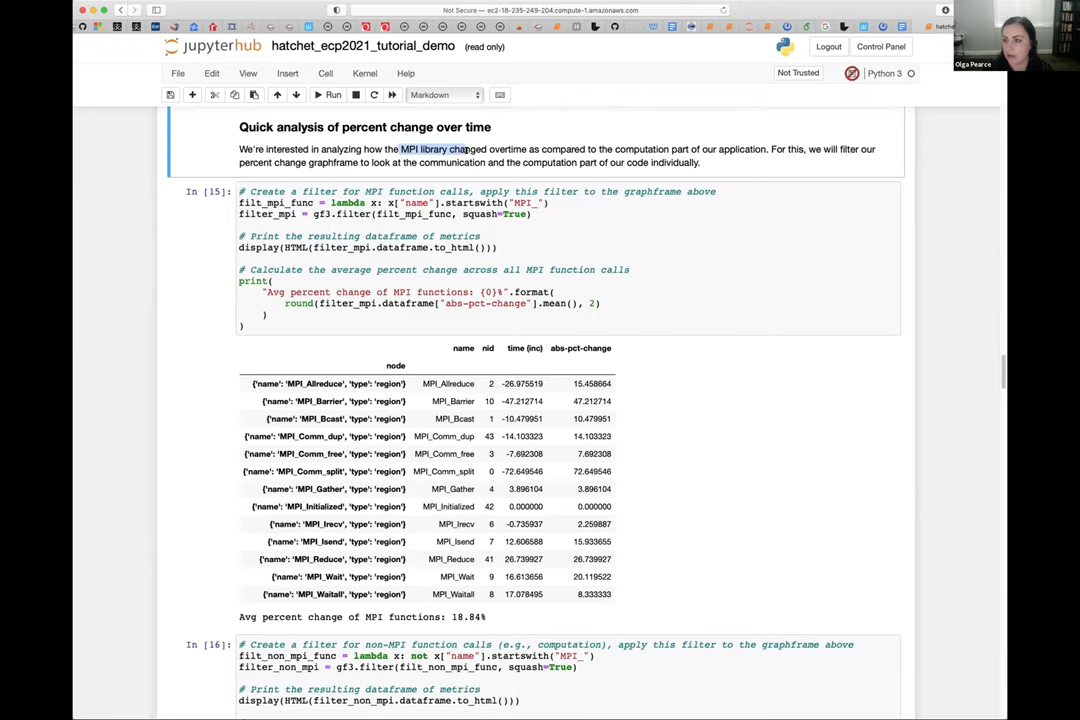 Not Secure — ec2-18-235-249-204.compute-1.amazonaws.com
Olga Pearce
jupyterhub hatchet_ecp2021_tutorial_demo (read only)
Logout Control Panel
File Edit View Insert Cell Kernel Help
Not Trusted Python 3
Run Markdown
Quick analysis of percent change over time
We're interested in analyzing how the MPI library changed overtime as compared to the computation part of our application. For this, we will filter our
percent change graphframe to look at the communication and the computation part of our code individually.
In [15]: # Create a filter for MPI function calls, apply this filter to the graphframe above
filt_mpi_func = lambda x: x["name"].startswith("MPI_")
filter_mpi = gf3.filter(filt_mpi_func, squash=True)
# Print the resulting dataframe of metrics
display(HTML(filter_mpi.dataframe.to_html()))
# Calculate the average percent change across all MPI function calls
print(
"Avg percent change of MPI functions: {0}%".format(
round(filter_mpi.dataframe["abs-pct-change"].mean(), 2)
)
)
name nid time (inc) abs-pct-change
node
{'name': 'MPI_Allreduce', 'type': 'region'} MPI_Allreduce 2 -26.975519 15.458664
{'name': 'MPI_Barrier', 'type': 'region'} MPI_Barrier 10 -47.212714 47.212714
{'name': 'MPI_Bcast', 'type': 'region'} MPI_Bcast 1 -10.479951 10.479951
{'name': 'MPI_Comm_dup', 'type': 'region'} MPI_Comm_dup 43 -14.103323 14.103323
{'name': 'MPI_Comm_free', 'type': 'region'} MPI_Comm_free 3 -7.692308 7.692308
{'name': 'MPI_Comm_split', 'type': 'region'} MPI_Comm_split 0 -72.649546 72.649546
{'name': 'MPI_Gather', 'type': 'region'} MPI_Gather 4 3.896104 3.896104
{'name': 'MPI_Initialized', 'type': 'region'} MPI_Initialized 42 0.000000 0.000000
{'name': 'MPI_Irecv', 'type': 'region'} MPI_Irecv 6 -0.735937 2.259887
{'name': 'MPI_Isend', 'type': 'region'} MPI_Isend 7 12.606588 15.933655
{'name': 'MPI_Reduce', 'type': 'region'} MPI_Reduce 41 26.739927 26.739927
{'name': 'MPI_Wait', 'type': 'region'} MPI_Wait 9 16.613656 20.119522
{'name': 'MPI_Waitall', 'type': 'region'} MPI_Waitall 8 17.078495 8.333333
Avg percent change of MPI functions: 18.84%
In [16]: # Create a filter for non-MPI function calls (e.g., computation), apply this filter to the graphframe above
filt_non_mpi_func = lambda x: not x["name"].startswith("MPI_")
filter_non_mpi = gf3.filter(filt_non_mpi_func, squash=True)
# Print the resulting dataframe of metrics
display(HTML(filter_non_mpi.dataframe.to_html()))